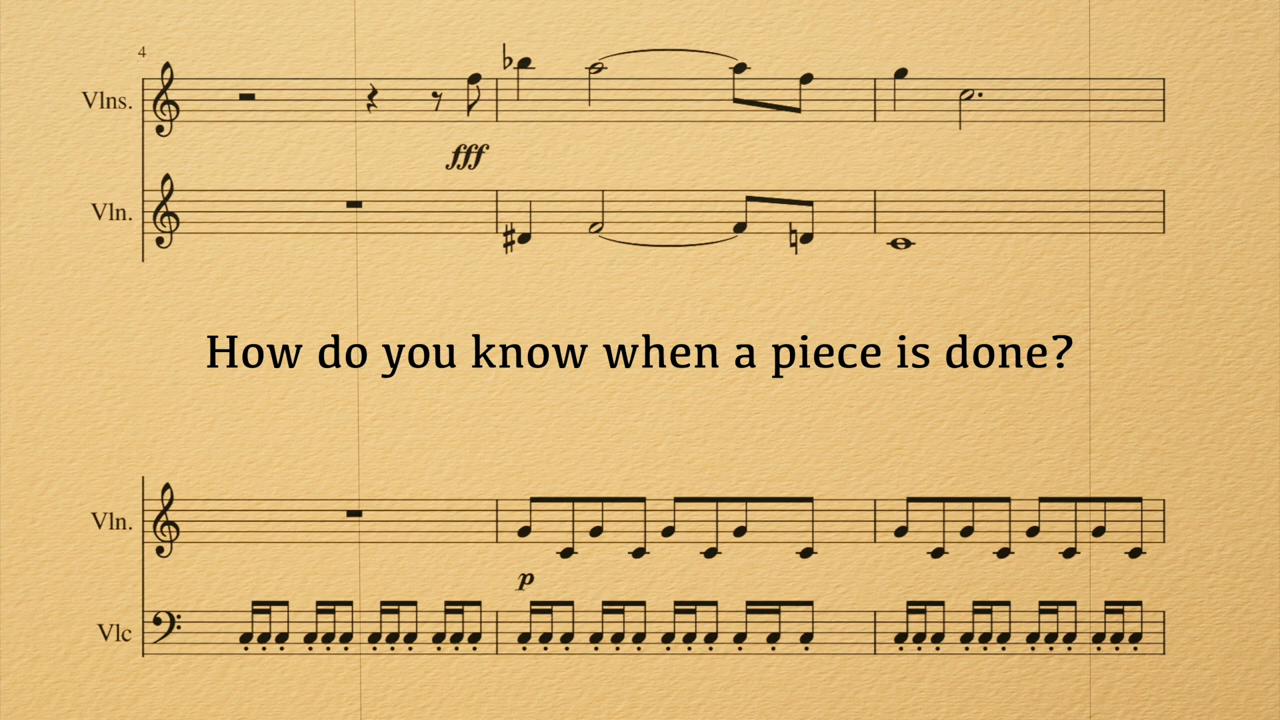 4
Vlns.
fff
Vln.
How do you know when a piece is done?
Vln.
p
Vlc